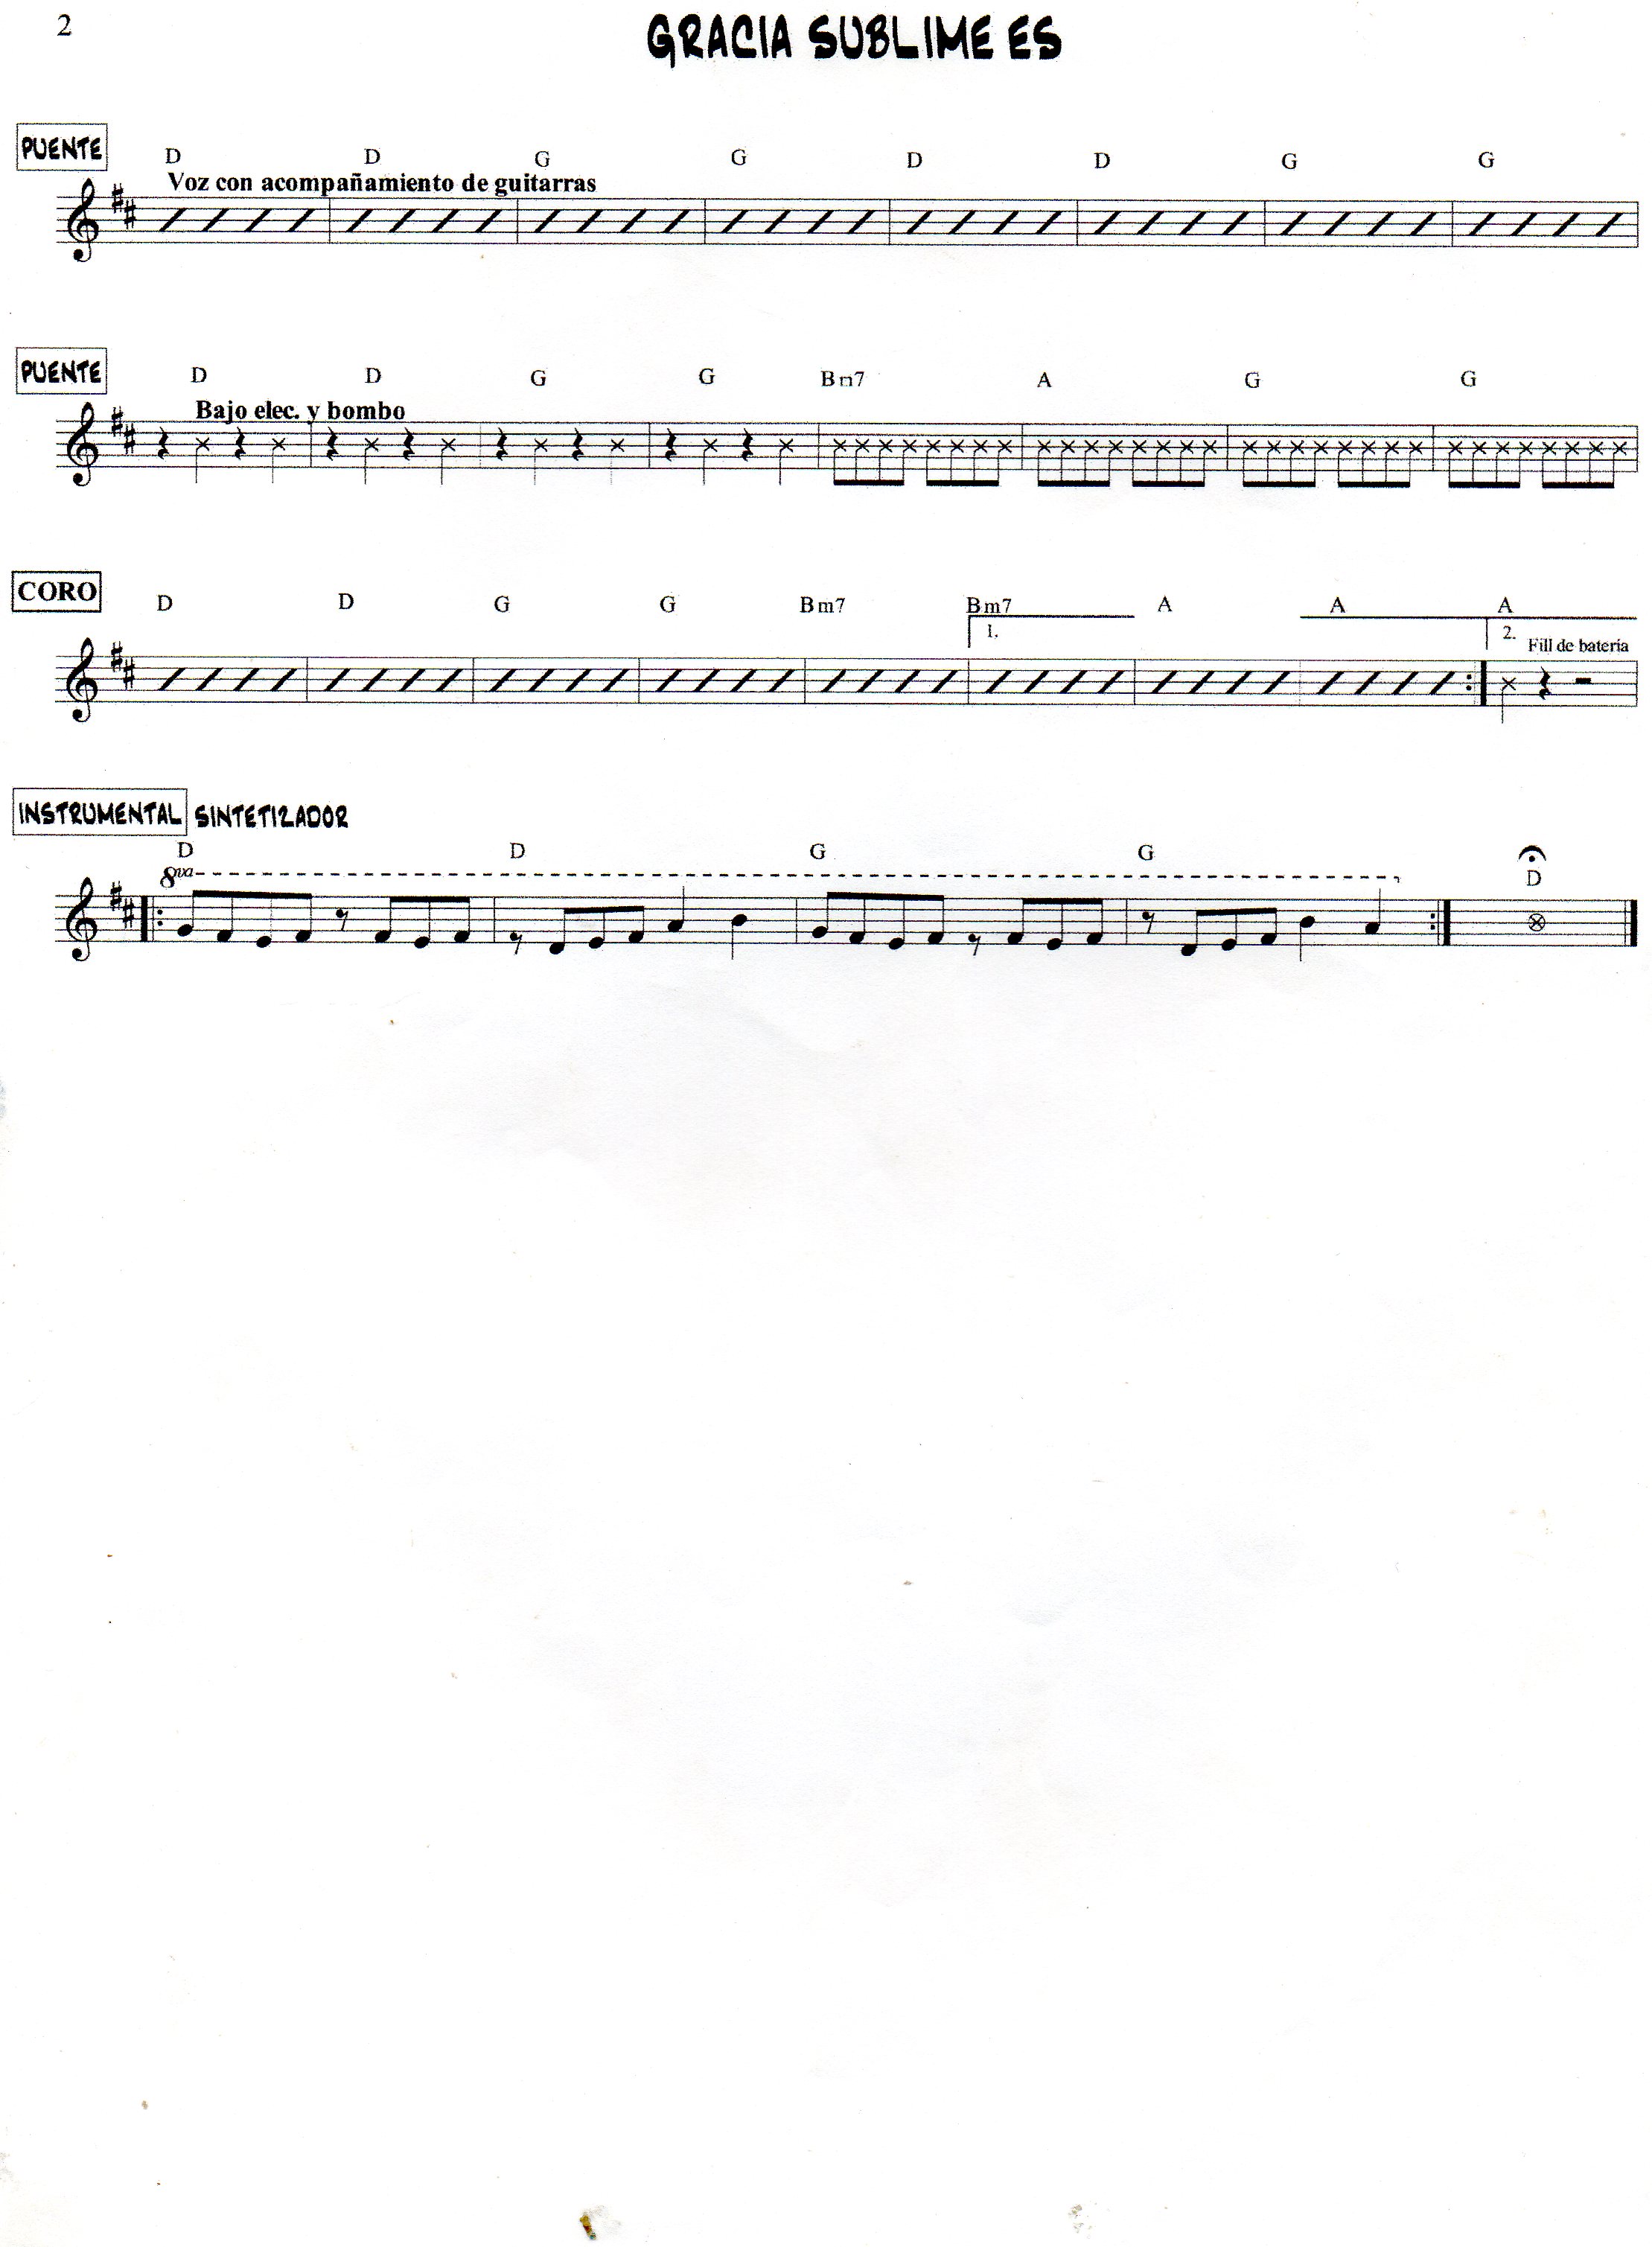 2
GRACIA SUBLIME ES
PUENTE
D D G G D D G G
Voz con acompañamiento de guitarras
PUENTE
D D G G Bm7 A G G
Bajo elec. y bombo
CORO
D D G G Bm7 Bm7 A A A
1. 2. Fill de batería
INSTRUMENTAL SINTETIZADOR
D D G G
8va D